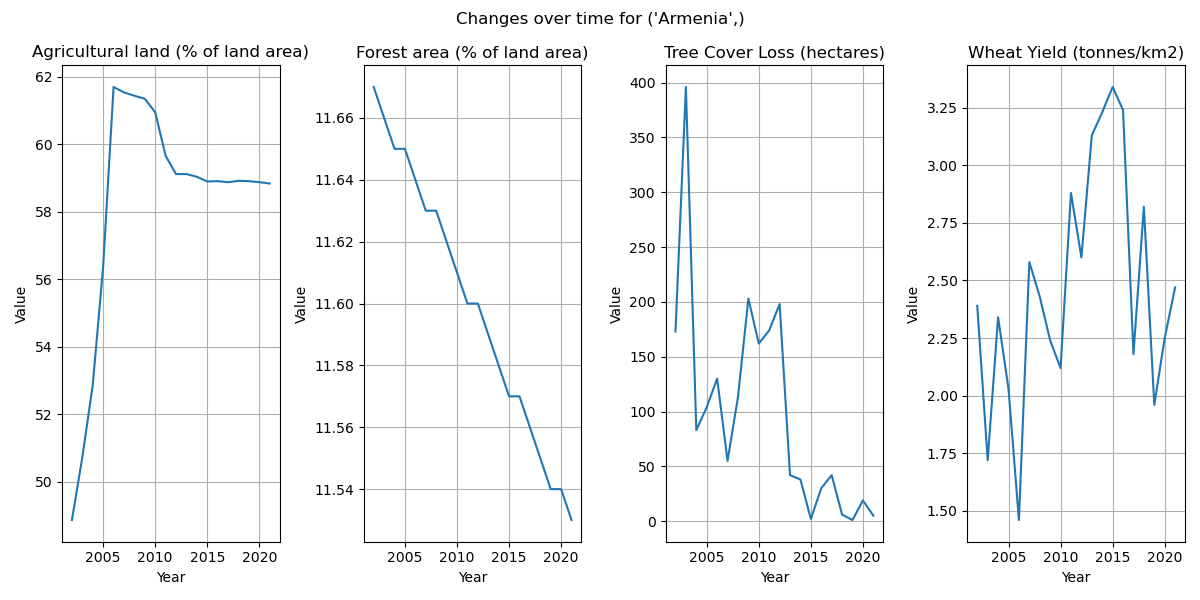 Changes over time for ('Armenia',)
Agricultural land (% of land area)
62
60
58
56
54
52
50
Value
2005 2010 2015 2020
Year
Forest area (% of land area)
11.66
11.64
11.62
11.60
11.58
11.56
11.54
Value
2005 2010 2015 2020
Year
Tree Cover Loss (hectares)
400
350
300
250
200
150
100
50
0
Value
2005 2010 2015 2020
Year
Wheat Yield (tonnes/km2)
3.25
3.00
2.75
2.50
2.25
2.00
1.75
1.50
Value
2005 2010 2015 2020
Year